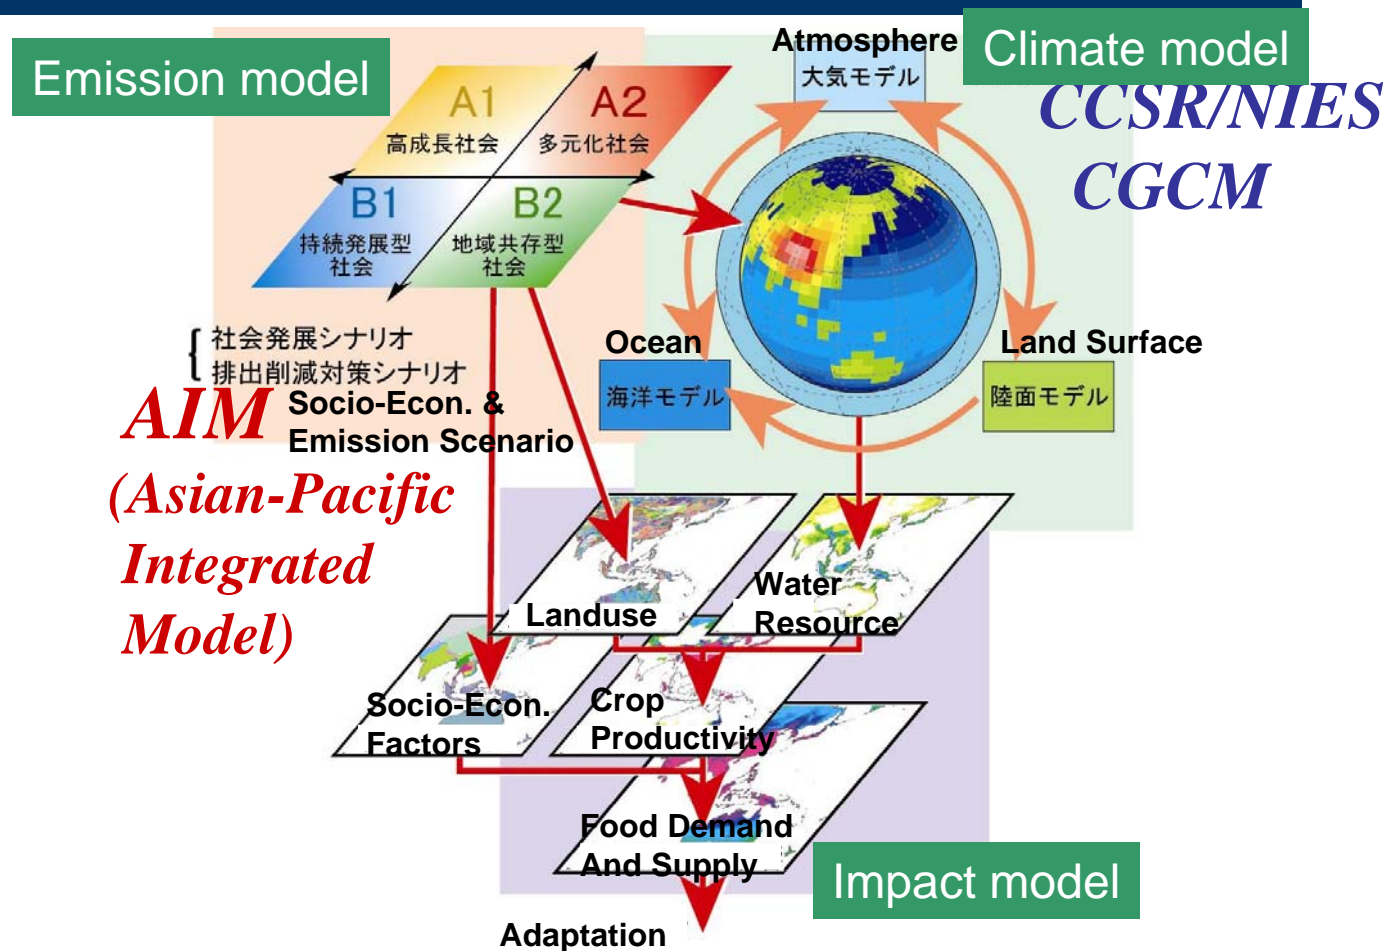 Emission model
Atmosphere
大気モデル
Climate model
CCSR/NIES
CGCM
A1
高成長社会
A2
多元化社会
B1
持続発展型
社会
B2
地域共存型
社会
社会発展シナリオ
排出削減対策シナリオ
AIM
Socio-Econ. &
Emission Scenario
(Asian-Pacific
Integrated
Model)
Ocean
海洋モデル
Land Surface
陸面モデル
Landuse
Water
Resource
Socio-Econ.
Factors
Crop
Productivity
Food Demand
And Supply
Impact model
Adaptation